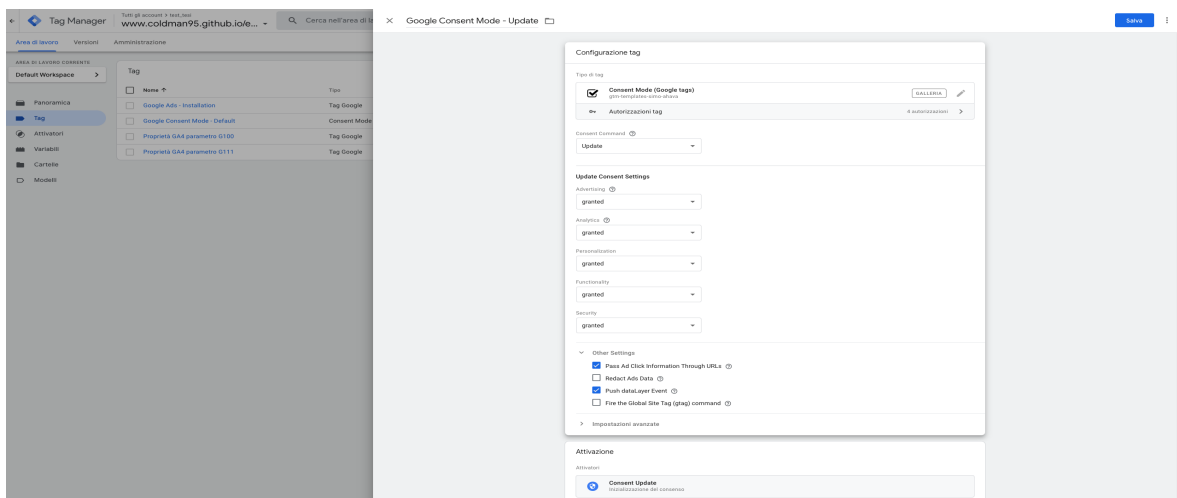 Tag Manager
Tutti gli account > test_test
www.coldman95.github.io/e...
Cerca nell'area di la
Area di lavoro Versioni Amministrazione
AREA DI LAVORO CORRENTE
Default Workspace
Panoramica
Tag
Attivatori
Variabili
Cartelle
Modelli
Tag
Nome ↑ Tipo
Google Ads - Installation Tag Google
Google Consent Mode - Default Consent Mode
Proprietà GA4 parametro G100 Tag Google
Proprietà GA4 parametro G111 Tag Google
Google Consent Mode - Update
Salva
Configurazione tag
Tipo di tag
Consent Mode (Google tags)
gtm-templates-simo-ahava
GALLERIA
Autorizzazioni tag
6 autorizzazioni
Consent Command
Update
Update Consent Settings
Advertising
granted
Analytics
granted
Personalization
granted
Functionality
granted
Security
granted
Other Settings
Pass Ad Click Information Through URLs
Redact Ads Data
Push dataLayer Event
Fire the Global Site Tag (gtag) command
Impostazioni avanzate
Attivazione
Attivatori
Consent Update
Inizializzazione del consenso